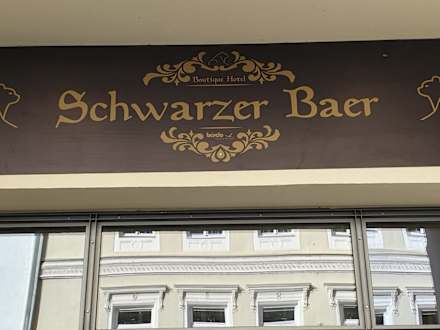 Boutique Hotel
Schwarzer Baer